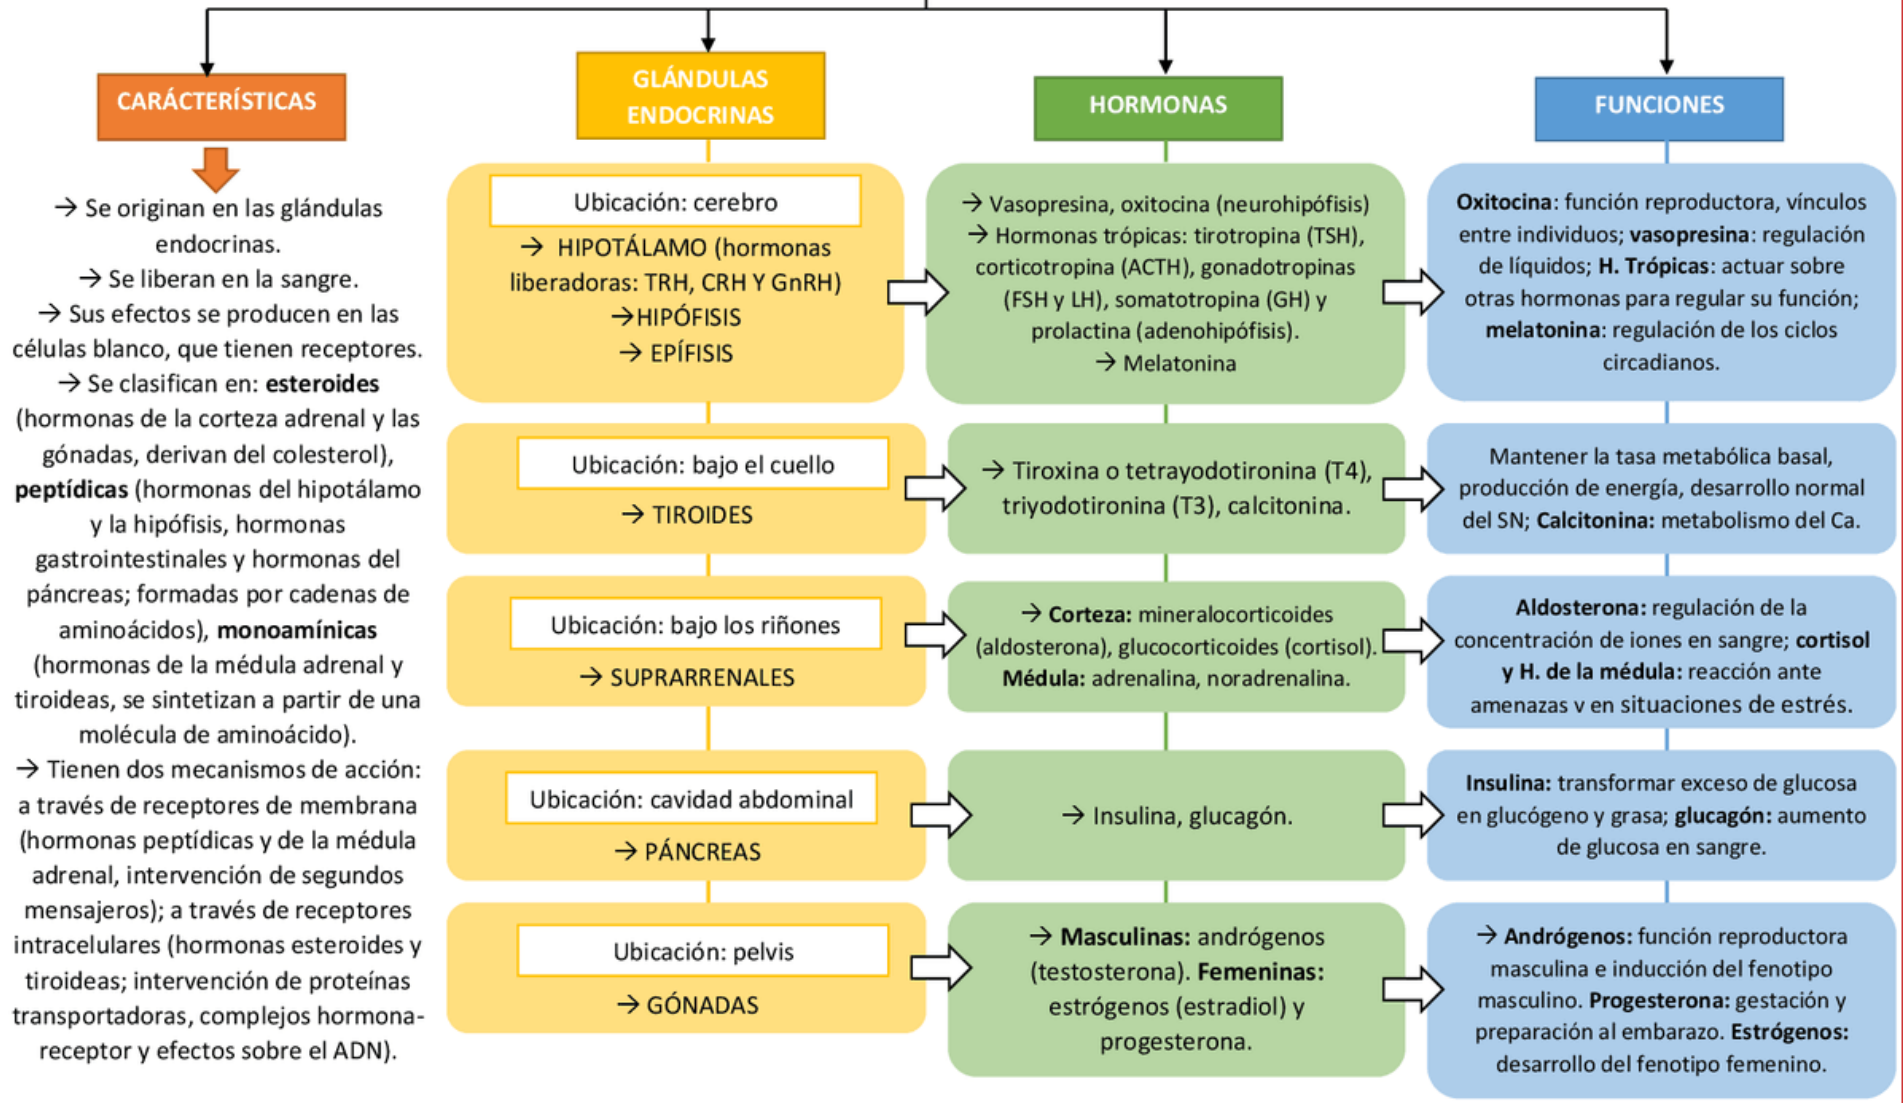 CARÁCTERÍSTICAS
→ Se originan en las glándulas
endocrinas.
→ Se liberan en la sangre.
→ Sus efectos se producen en las
células blanco, que tienen receptores.
→ Se clasifican en: esteroides
(hormonas de la corteza adrenal y las
gónadas, derivan del colesterol),
peptídicas (hormonas del hipotálamo
y la hipófisis, hormonas
gastrointestinales y hormonas del
páncreas; formadas por cadenas de
aminoácidos), monoamínicas
(hormonas de la médula adrenal y
tiroideas, se sintetizan a partir de una
molécula de aminoácido).
→ Tienen dos mecanismos de acción:
a través de receptores de membrana
(hormonas peptídicas y de la médula
adrenal, intervención de segundos
mensajeros); a través de receptores
intracelulares (hormonas esteroides y
tiroideas; intervención de proteínas
transportadoras, complejos hormona-
receptor y efectos sobre el ADN).
GLÁNDULAS
ENDOCRINAS
Ubicación: cerebro
→ HIPOTÁLAMO (hormonas
liberadoras: TRH, CRH Y GnRH)
→HIPÓFISIS
→ EPÍFISIS
Ubicación: bajo el cuello
→ TIROIDES
Ubicación: bajo los riñones
→ SUPRARRENALES
Ubicación: cavidad abdominal
→ PÁNCREAS
Ubicación: pelvis
→ GÓNADAS
HORMONAS
→ Vasopresina, oxitocina (neurohipófisis)
→ Hormonas trópicas: tirotropina (TSH),
corticotropina (ACTH), gonadotropinas
(FSH y LH), somatotropina (GH) y
prolactina (adenohipófisis).
→ Melatonina
→ Tiroxina o tetrayodotironina (T4),
triyodotironina (T3), calcitonina.
→ Corteza: mineralocorticoides
(aldosterona), glucocorticoides (cortisol).
Médula: adrenalina, noradrenalina.
→ Insulina, glucagón.
→ Masculinas: andrógenos
(testosterona). Femeninas:
estrógenos (estradiol) y
progesterona.
FUNCIONES
Oxitocina: función reproductora, vínculos
entre individuos; vasopresina: regulación
de líquidos; H. Trópicas: actuar sobre
otras hormonas para regular su función;
melatonina: regulación de los ciclos
circadianos.
Mantener la tasa metabólica basal,
producción de energía, desarrollo normal
del SN; Calcitonina: metabolismo del Ca.
Aldosterona: regulación de la
concentración de iones en sangre; cortisol
y H. de la médula: reacción ante
amenazas y en situaciones de estrés.
Insulina: transformar exceso de glucosa
en glucógeno y grasa; glucagón: aumento
de glucosa en sangre.
→ Andrógenos: función reproductora
masculina e inducción del fenotipo
masculino. Progesterona: gestación y
preparación al embarazo. Estrógenos:
desarrollo del fenotipo femenino.